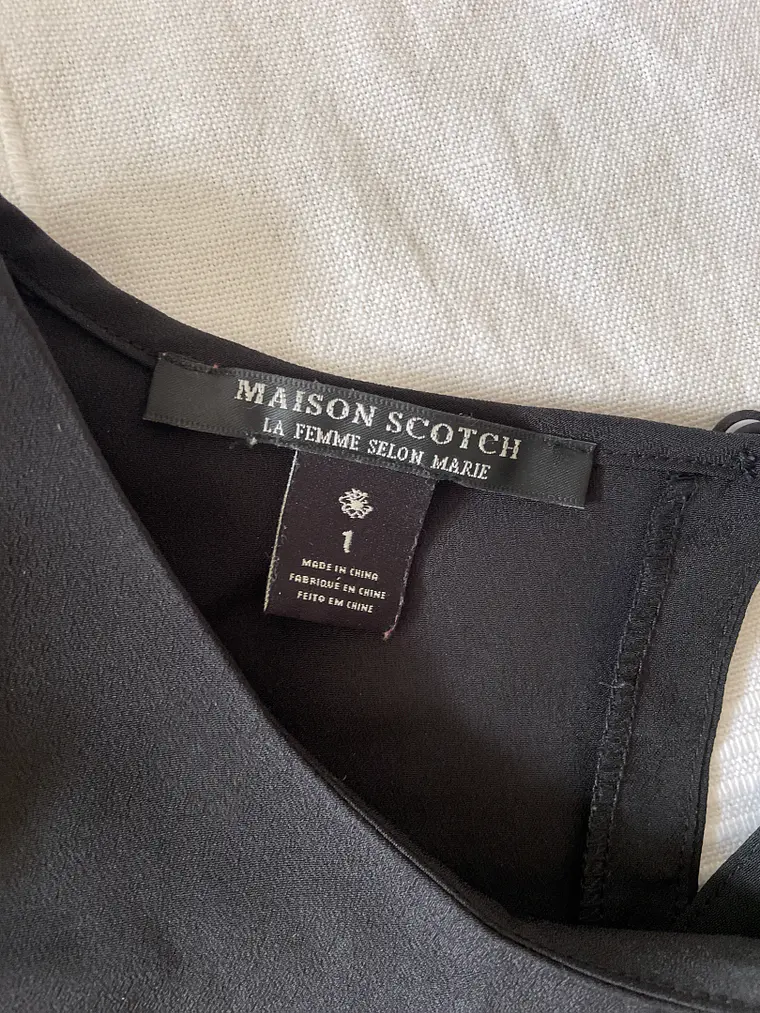 MAISON SCOTCH
LA FEMME SELON MARIE
1
MADE IN CHINA
FABRIQUÉ EN CHINE
FEITO EM CHINE